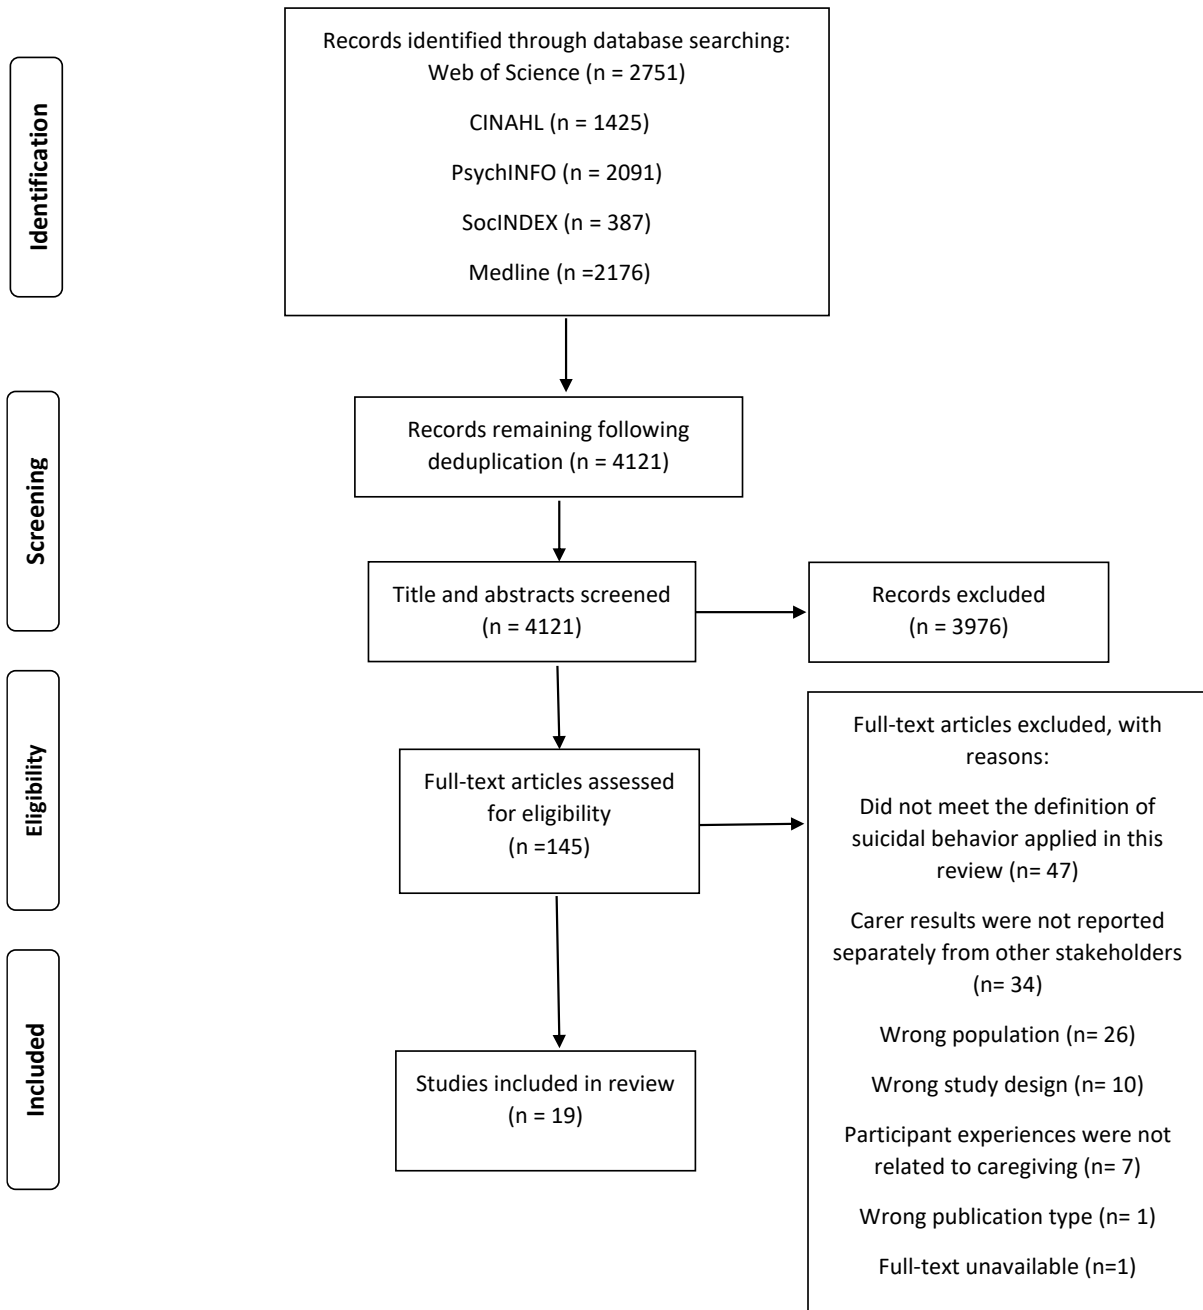 Identification
Records identified through database searching:
Web of Science (n = 2751)
CINAHL (n = 1425)
PsychINFO (n = 2091)
SocINDEX (n = 387)
Medline (n =2176)
Screening
Records remaining following
deduplication (n = 4121)
Title and abstracts screened
(n = 4121)
Records excluded
(n = 3976)
Eligibility
Full-text articles assessed
for eligibility
(n =145)
Full-text articles excluded, with
reasons:
Did not meet the definition of
suicidal behavior applied in this
review (n= 47)
Carer results were not reported
separately from other stakeholders
(n= 34)
Wrong population (n= 26)
Wrong study design (n= 10)
Participant experiences were not
related to caregiving (n= 7)
Wrong publication type (n= 1)
Full-text unavailable (n=1)
Included
Studies included in review
(n = 19)